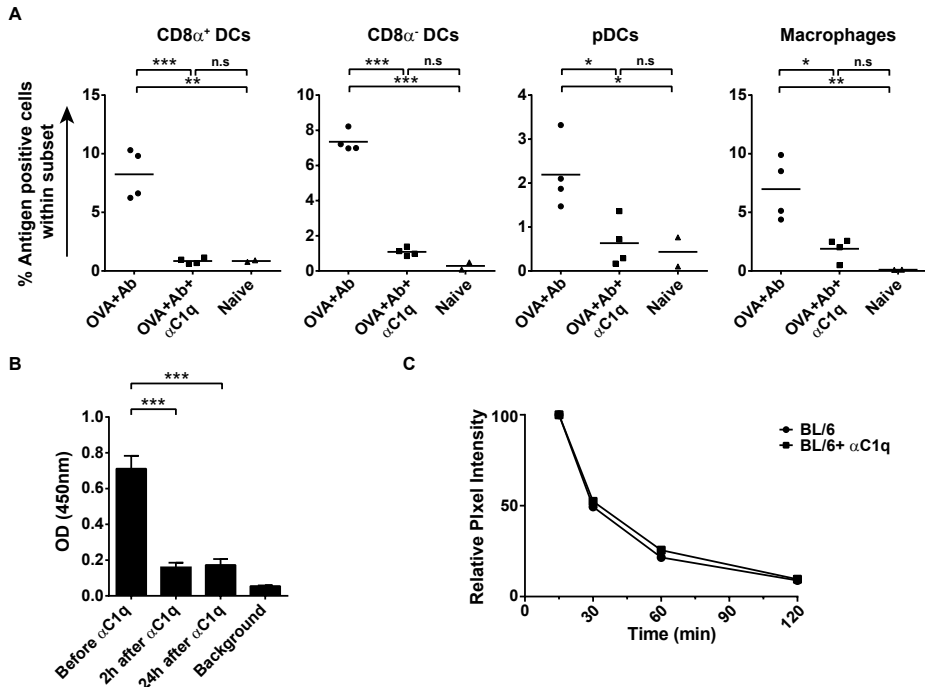 A
CD8α⁺ DCs
CD8α⁻ DCs
pDCs
Macrophages
*** n.s
**
*** n.s
***
* n.s
*
* n.s
**
% Antigen positive cells
within subset
15
10
5
0
8
6
4
2
0
4
3
2
1
0
15
10
5
0
OVA+Ab
OVA+Ab+
αC1q
Naive
OVA+Ab
OVA+Ab+
αC1q
Naive
OVA+Ab
OVA+Ab+
αC1q
Naive
OVA+Ab
OVA+Ab+
αC1q
Naive
B
***
***
OD (450nm)
1.0
0.8
0.6
0.4
0.2
0.0
Before αC1q
2h after αC1q
24h after αC1q
Background
C
Relative PIxel Intensity
100
50
0
BL/6
BL/6+ αC1q
30
60
90
120
Time (min)